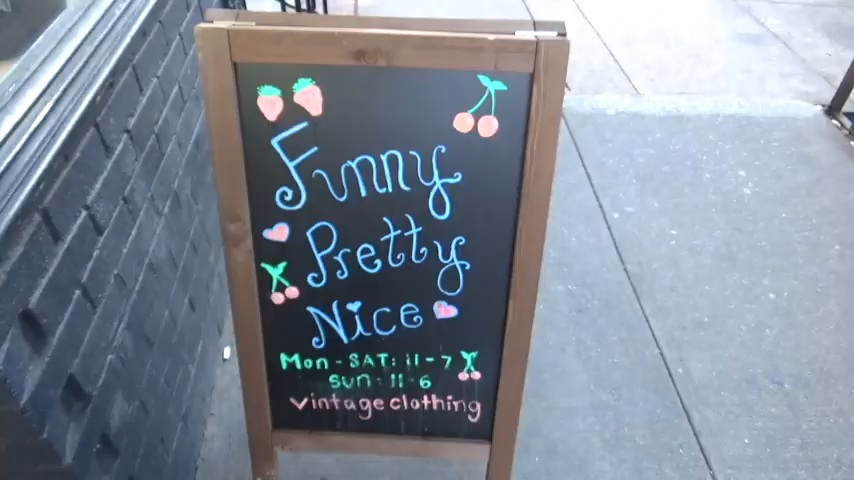 Funny
Pretty
Nice
Mon-SAT: 11-7
SUN: 11-6
vintage clothing